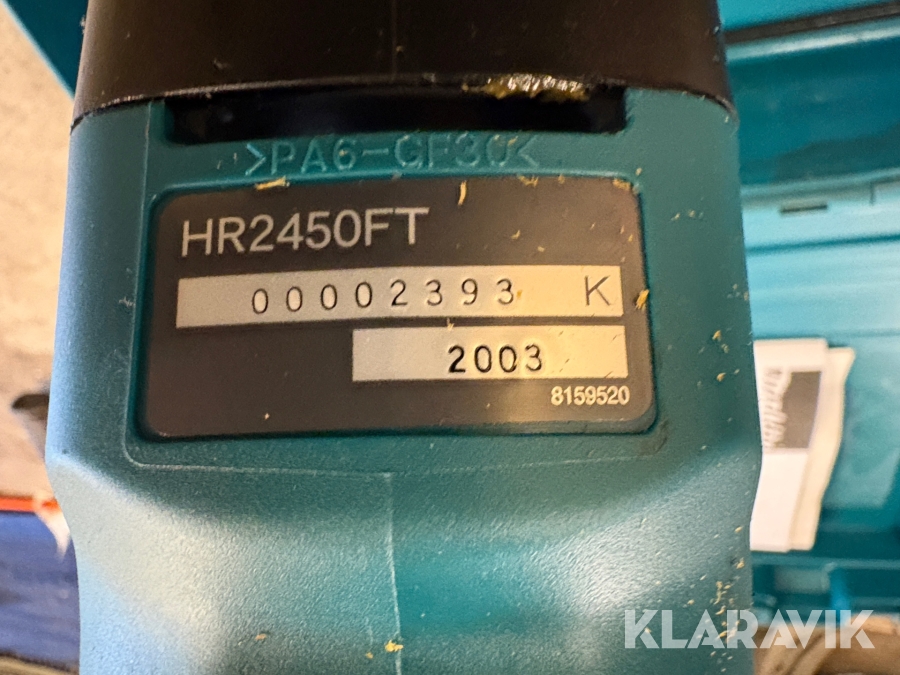 >PA6-GF30<
HR2450FT
00002393 K
2003
8159520
KLARAVIK